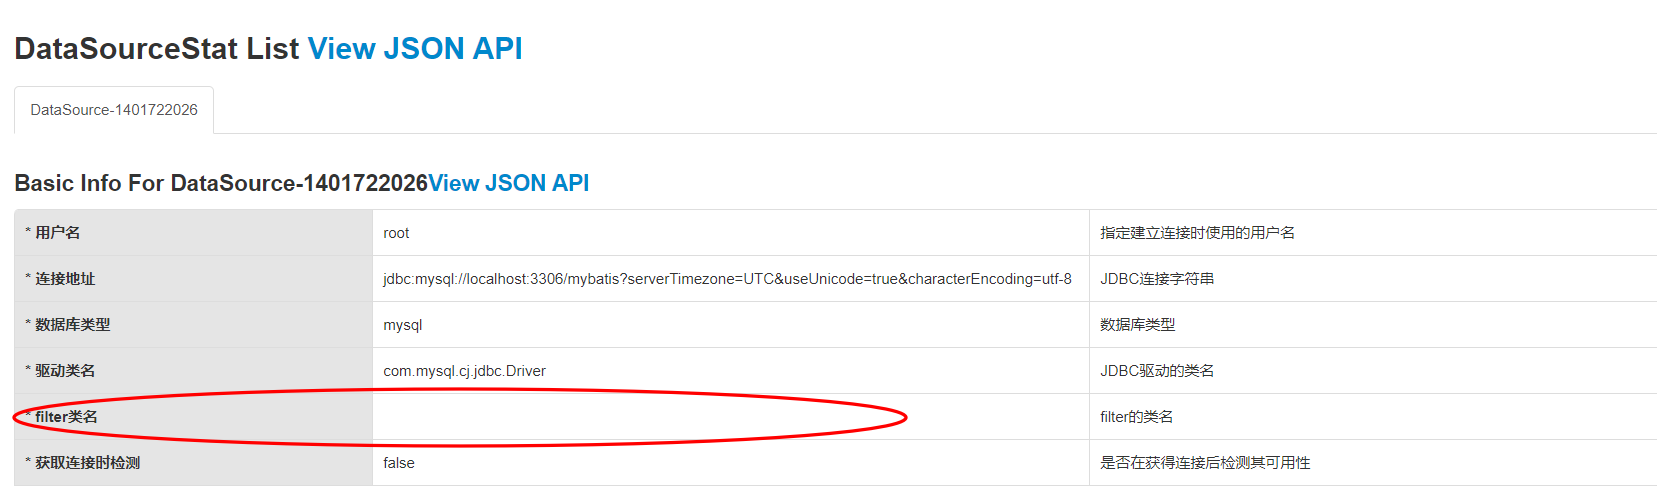 DataSourceStat List View JSON API
DataSource-1401722026
Basic Info For DataSource-1401722026View JSON API
* 用户名 root 指定建立连接时使用的用户名
* 连接地址 jdbc:mysql://localhost:3306/mybatis?serverTimezone=UTC&useUnicode=true&characterEncoding=utf-8 JDBC连接字符串
* 数据库类型 mysql 数据库类型
* 驱动类名 com.mysql.cj.jdbc.Driver JDBC驱动的类名
* filter类名 filter的类名
* 获取连接时检测 false 是否在获得连接后检测其可用性